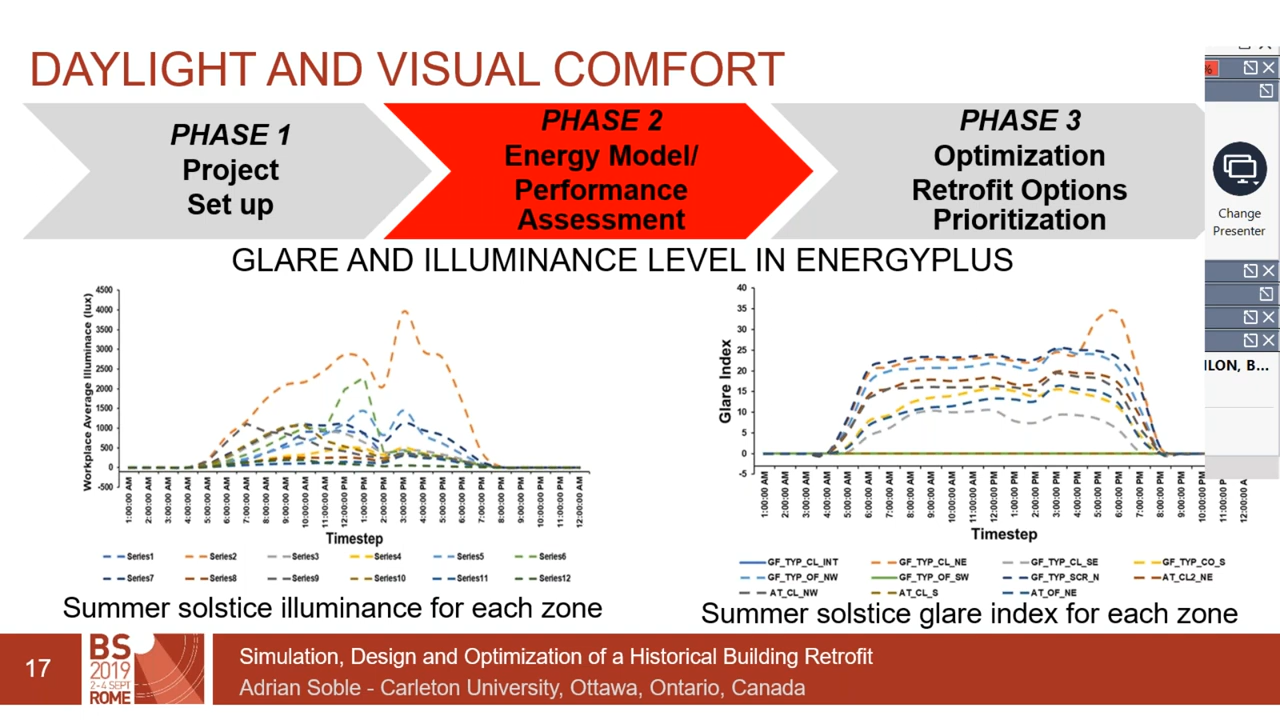 DAYLIGHT AND VISUAL COMFORT
PHASE 1
Project
Set up
PHASE 2
Energy Model/
Performance
Assessment
PHASE 3
Optimization
Retrofit Options
Prioritization
%
Change
Presenter
GLARE AND ILLUMINANCE LEVEL IN ENERGYPLUS
Workplace Average Illuminace (lux)
4500
4000
3500
3000
2500
2000
1500
1000
500
0
-500
1:00:00 AM
2:00:00 AM
3:00:00 AM
4:00:00 AM
5:00:00 AM
6:00:00 AM
7:00:00 AM
8:00:00 AM
9:00:00 AM
10:00:00 AM
11:00:00 AM
12:00:00 PM
1:00:00 PM
2:00:00 PM
3:00:00 PM
4:00:00 PM
5:00:00 PM
6:00:00 PM
7:00:00 PM
8:00:00 PM
9:00:00 PM
10:00:00 PM
11:00:00 PM
12:00:00 AM
Timestep
Series1 Series2 Series3 Series4 Series5 Series6
Series7 Series8 Series9 Series10 Series11 Series12
Summer solstice illuminance for each zone
Glare Index
40
35
30
25
20
15
10
5
0
-5
1:00:00 AM
2:00:00 AM
3:00:00 AM
4:00:00 AM
5:00:00 AM
6:00:00 AM
7:00:00 AM
8:00:00 AM
9:00:00 AM
10:00:00 AM
11:00:00 AM
12:00:00 PM
1:00:00 PM
2:00:00 PM
3:00:00 PM
4:00:00 PM
5:00:00 PM
6:00:00 PM
7:00:00 PM
8:00:00 PM
9:00:00 PM
10:00:00 PM
11:00:00 P
12:00:00 A
Timestep
GF_TYP_CL_INT GF_TYP_CL_NE GF_TYP_CL_SE GF_TYP_CO_S
GF_TYP_OF_NW GF_TYP_OF_SW GF_TYP_SCR_N AT_CL2_NE
AT_CL_NW AT_CL_S AT_OF_NE
Summer solstice glare index for each zone
ILON, B...
17
BS
2019
2-4 SEPT
ROME
Simulation, Design and Optimization of a Historical Building Retrofit
Adrian Soble - Carleton University, Ottawa, Ontario, Canada